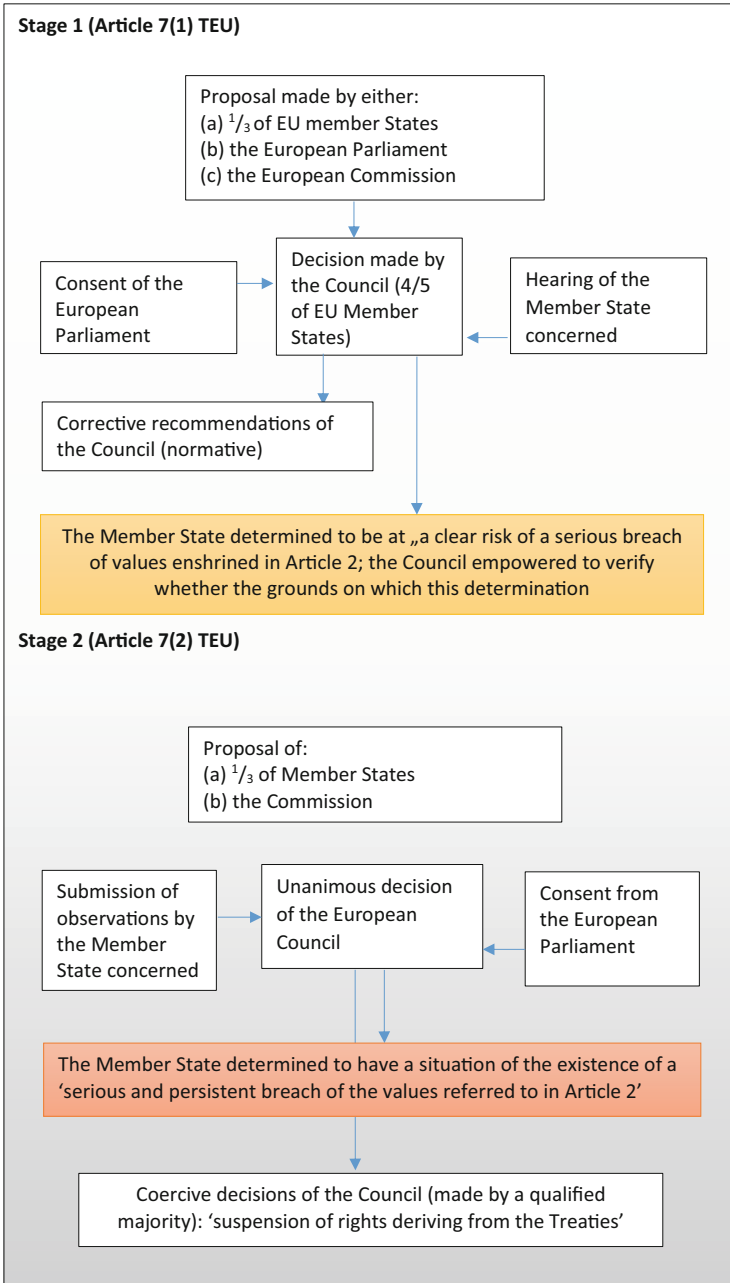 Stage 1 (Article 7(1) TEU)
Proposal made by either:
(a) 1/3 of EU member States
(b) the European Parliament
(c) the European Commission
Consent of the
European
Parliament
Decision made by
the Council (4/5
of EU Member
States)
Hearing of the
Member State
concerned
Corrective recommendations of
the Council (normative)
The Member State determined to be at „a clear risk of a serious breach
of values enshrined in Article 2; the Council empowered to verify
whether the grounds on which this determination
Stage 2 (Article 7(2) TEU)
Proposal of:
(a) 1/3 of Member States
(b) the Commission
Submission of
observations by
the Member
State concerned
Unanimous decision
of the European
Council
Consent from
the European
Parliament
The Member State determined to have a situation of the existence of a
‘serious and persistent breach of the values referred to in Article 2’
Coercive decisions of the Council (made by a qualified
majority): ‘suspension of rights deriving from the Treaties’